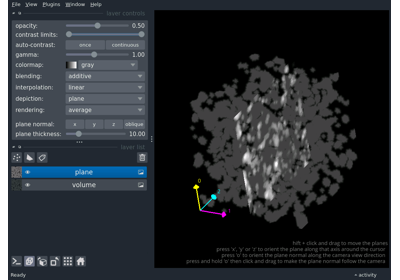 File View Plugins Window Help
layer controls
opacity: 0.50
contrast limits:
auto-contrast: once continuous
gamma: 1.00
colormap: gray
blending: additive
interpolation: linear
depiction: plane
rendering: average
plane normal: x y z oblique
plane thickness: 10.00
layer list
plane
volume
0
hift + click and drag to move the planes
press 'x', 'y' or 'z' to orient the plane along that axis around the cursor
press 'o' to orient the plane normal along the camera view direction
press and hold 'o' then click and drag to make the plane normal follow the camera
Ready
activity